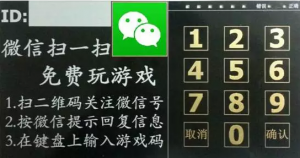 ID:
微信扫一扫
免费玩游戏
1.扫二维码关注微信号
2.按微信提示回复信息
3.在键盘上输入游戏码
1 2 3
4 5 6
7 8 9
取消 0 确认